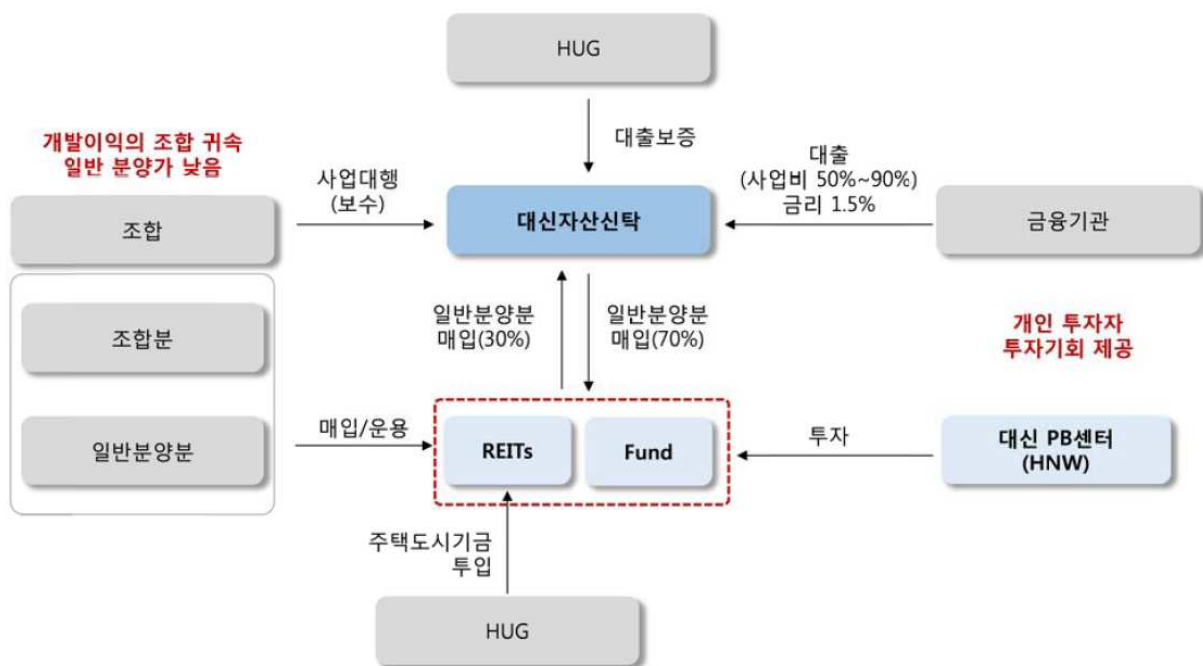 HUG
대출보증
개발이익의 조합 귀속
일반 분양가 낮음
사업대행
(보수)
대출
(사업비 50%~90%)
금리 1.5%
조합
대신자산신탁
금융기관
조합분
일반분양분
매입(30%)
일반분양분
매입(70%)
개인 투자자
투자기회 제공
일반분양분
매입/운용
REITs
Fund
투자
대신 PB센터
(HNW)
주택도시기금
투입
HUG